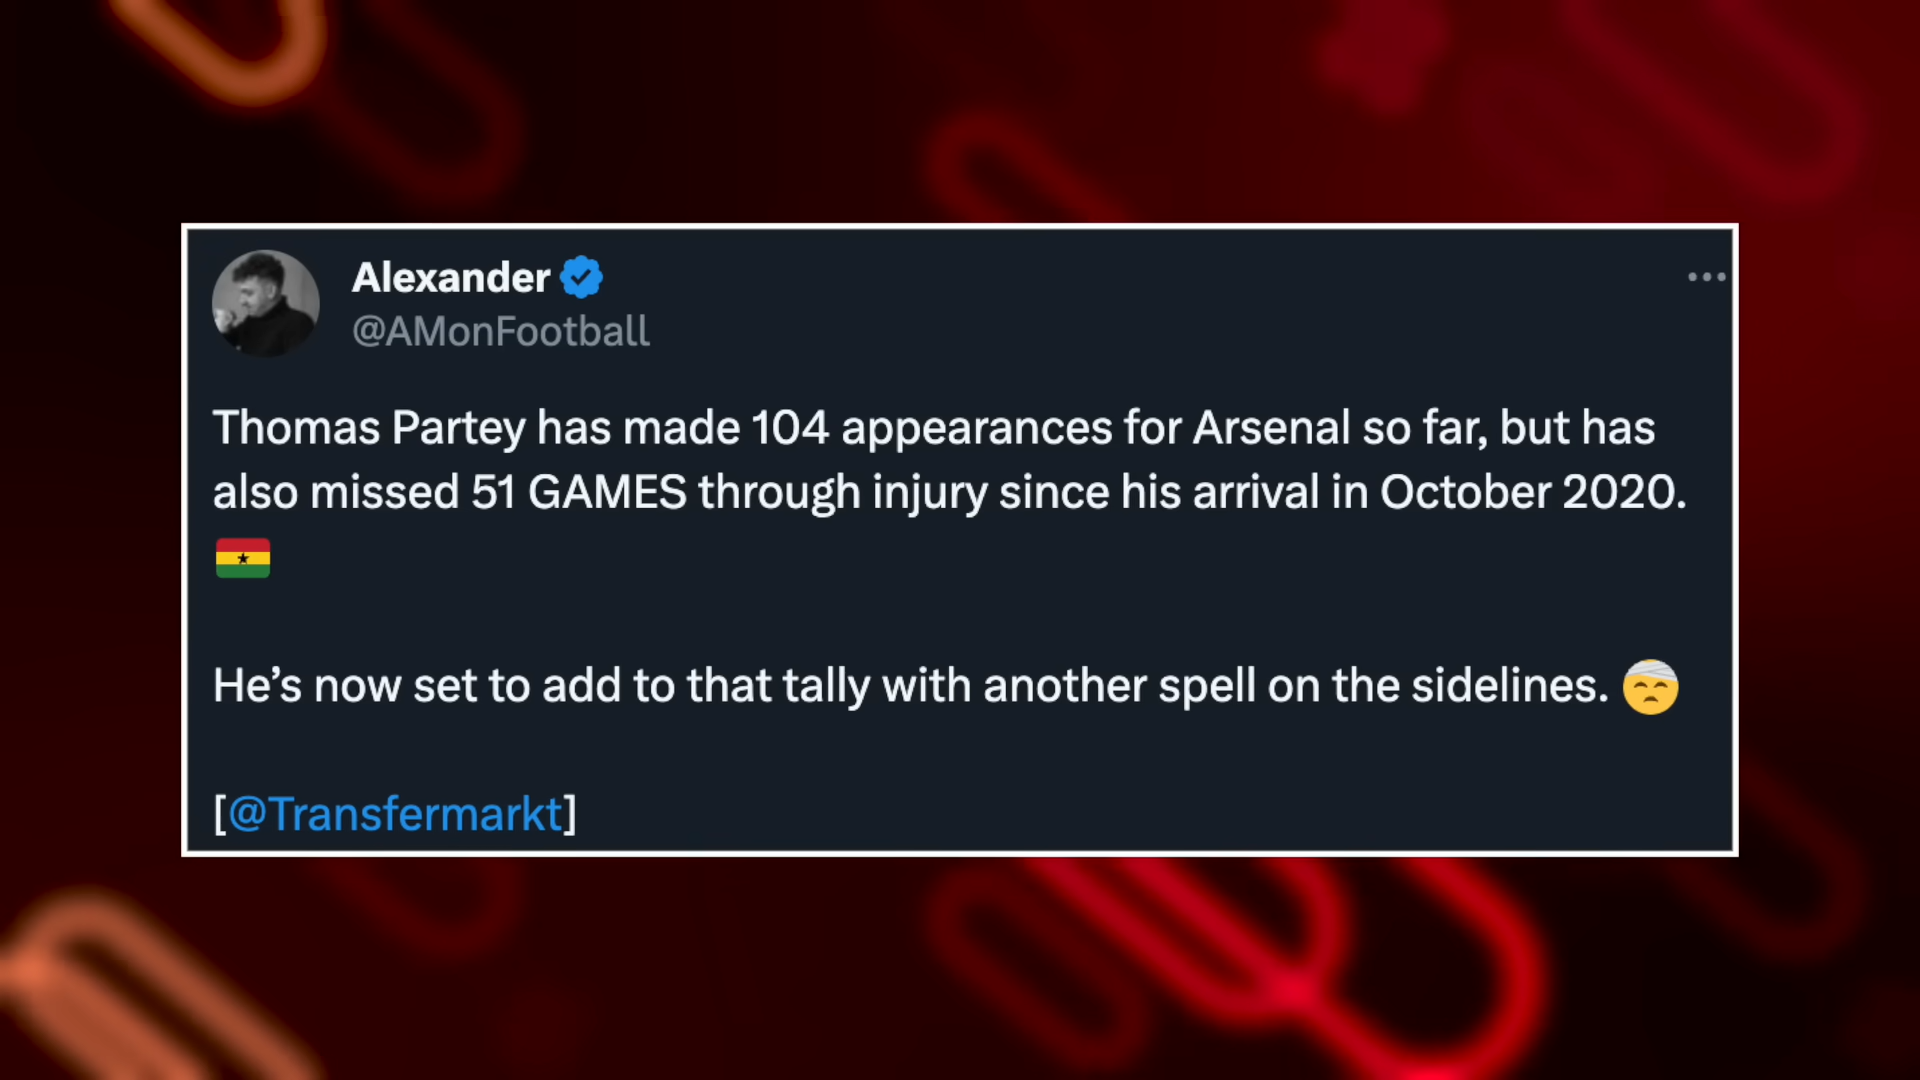 Alexander
@AMonFootball
Thomas Partey has made 104 appearances for Arsenal so far, but has
also missed 51 GAMES through injury since his arrival in October 2020.
🇬🇭
He’s now set to add to that tally with another spell on the sidelines. 🤕
[@Transfermarkt]